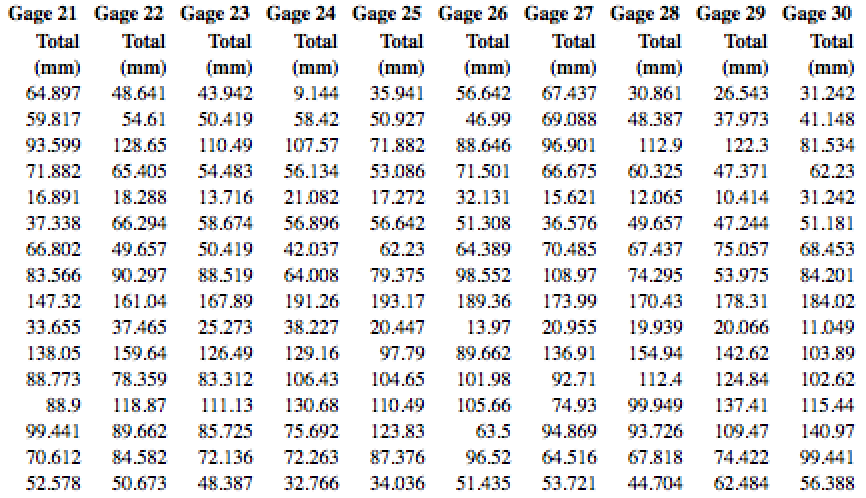 Gage 21 Gage 22 Gage 23 Gage 24 Gage 25 Gage 26 Gage 27 Gage 28 Gage 29 Gage 30
Total Total Total Total Total Total Total Total Total Total
(mm) (mm) (mm) (mm) (mm) (mm) (mm) (mm) (mm) (mm)
64.897 48.641 43.942 9.144 35.941 56.642 67.437 30.861 26.543 31.242
59.817 54.61 50.419 58.42 50.927 46.99 69.088 48.387 37.973 41.148
93.599 128.65 110.49 107.57 71.882 88.646 96.901 112.9 122.3 81.534
71.882 65.405 54.483 56.134 53.086 71.501 66.675 60.325 47.371 62.23
16.891 18.288 13.716 21.082 17.272 32.131 15.621 12.065 10.414 31.242
37.338 66.294 58.674 56.896 56.642 51.308 36.576 49.657 47.244 51.181
66.802 49.657 50.419 42.037 62.23 64.389 70.485 67.437 75.057 68.453
83.566 90.297 88.519 64.008 79.375 98.552 108.97 74.295 53.975 84.201
147.32 161.04 167.89 191.26 193.17 189.36 173.99 170.43 178.31 184.02
33.655 37.465 25.273 38.227 20.447 13.97 20.955 19.939 20.066 11.049
138.05 159.64 126.49 129.16 97.79 89.662 136.91 154.94 142.62 103.89
88.773 78.359 83.312 106.43 104.65 101.98 92.71 112.4 124.84 102.62
88.9 118.87 111.13 130.68 110.49 105.66 74.93 99.949 137.41 115.44
99.441 89.662 85.725 75.692 123.83 63.5 94.869 93.726 109.47 140.97
70.612 84.582 72.136 72.263 87.376 96.52 64.516 67.818 74.422 99.441
52.578 50.673 48.387 32.766 34.036 51.435 53.721 44.704 62.484 56.388